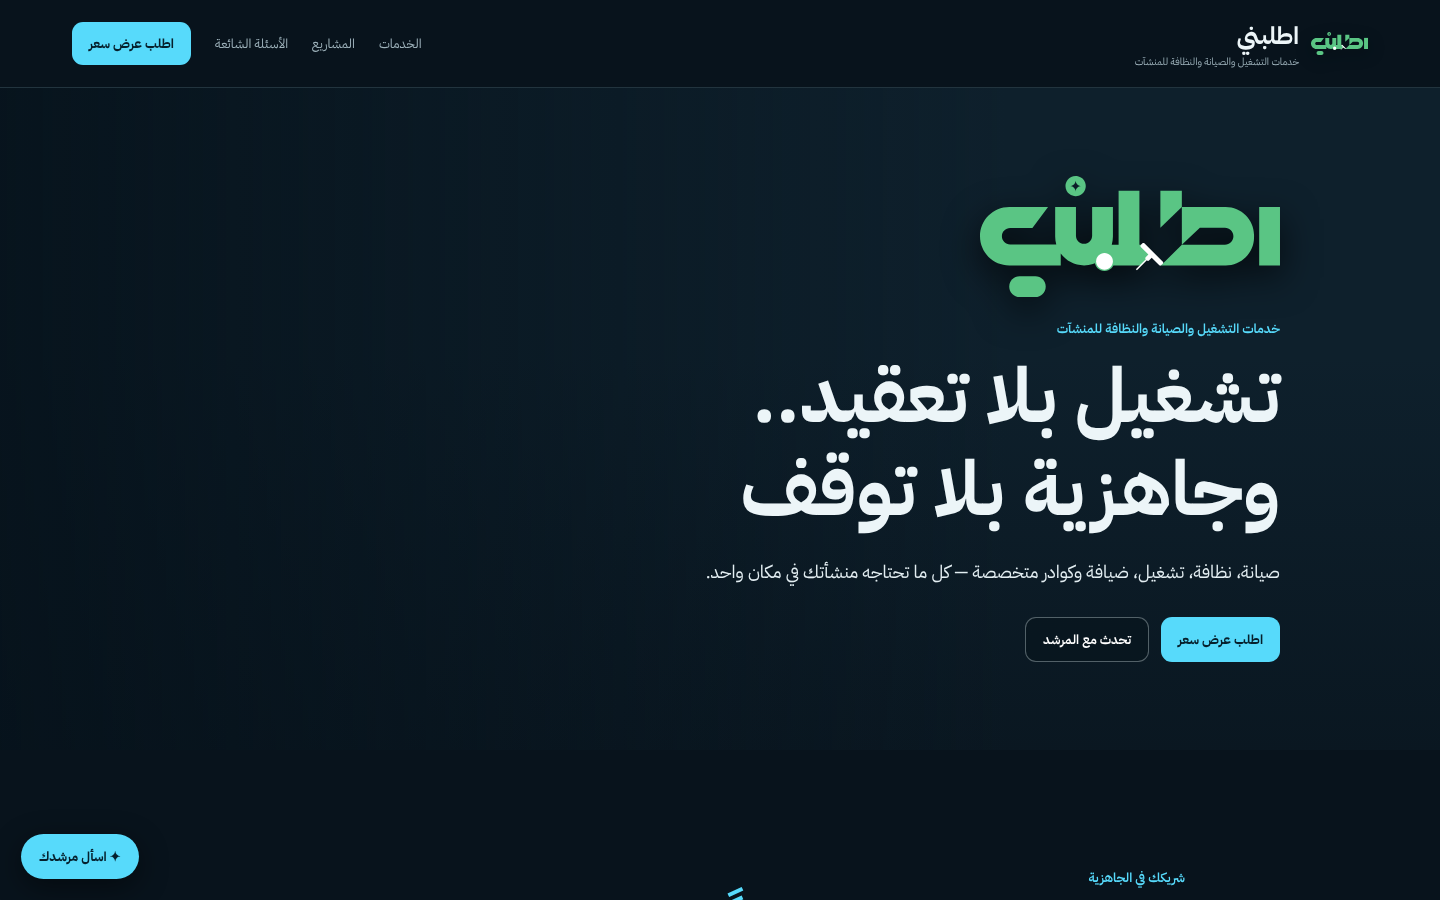 اطلبني
اطلبني
خدمات التشغيل والصيانة والنظافة للمنشآت
الخدمات
المشاريع
الأسئلة الشائعة
اطلب عرض سعر
اطلبني
خدمات التشغيل والصيانة والنظافة للمنشآت
تشغيل بلا تعقيد..
وجاهزية بلا توقف
صيانة، نظافة، تشغيل، ضيافة وكوادر متخصصة — كل ما تحتاجه منشأتك في مكان واحد.
اطلب عرض سعر
تحدث مع المرشد
شريكك في الجاهزية
✦ اسأل مرشدك